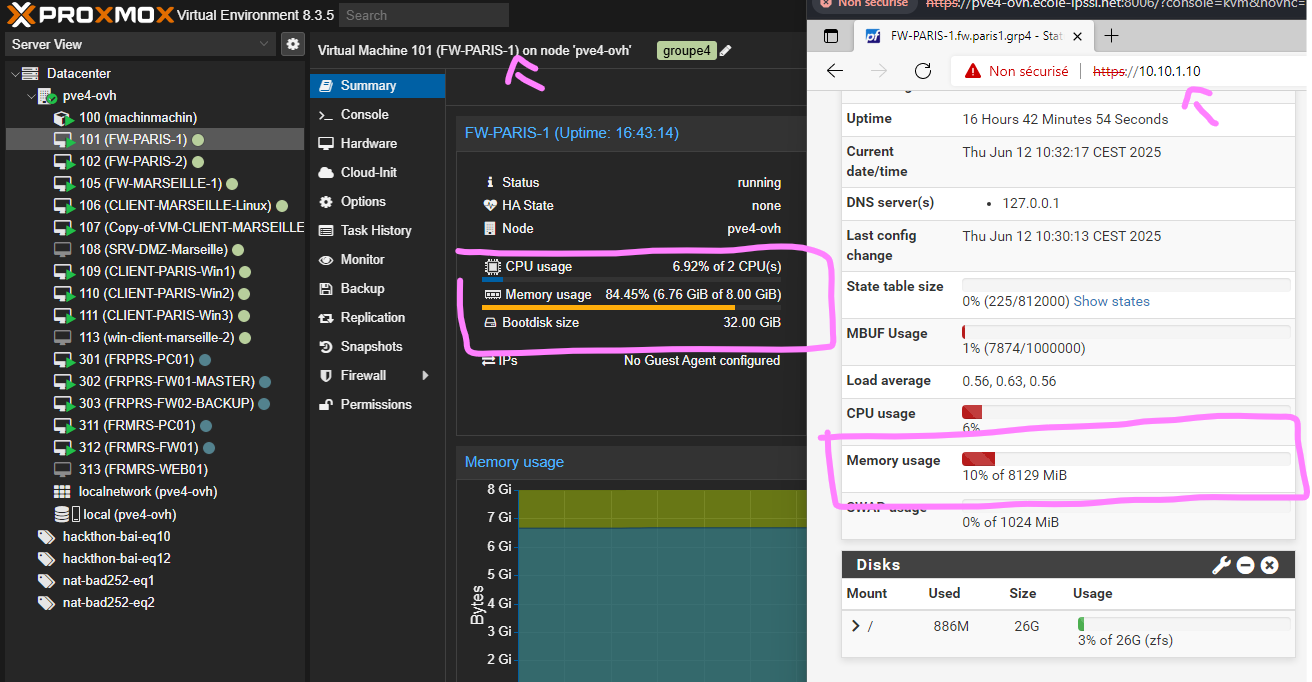 PROXMOX Virtual Environment 8.3.5 Search
Server View
Datacenter
pve4-ovh
100 (machinmachin)
101 (FW-PARIS-1)
102 (FW-PARIS-2)
105 (FW-MARSEILLE-1)
106 (CLIENT-MARSEILLE-Linux)
107 (Copy-of-VM-CLIENT-MARSEILLE
108 (SRV-DMZ-Marseille)
109 (CLIENT-PARIS-Win1)
110 (CLIENT-PARIS-Win2)
111 (CLIENT-PARIS-Win3)
113 (win-client-marseille-2)
301 (FRPRS-PC01)
302 (FRPRS-FW01-MASTER)
303 (FRPRS-FW02-BACKUP)
311 (FRMRS-PC01)
312 (FRMRS-FW01)
313 (FRMRS-WEB01)
localnetwork (pve4-ovh)
local (pve4-ovh)
hackthon-bai-eq10
hackthon-bai-eq12
nat-bad252-eq1
nat-bad252-eq2
Virtual Machine 101 (FW-PARIS-1) on node 'pve4-ovh' groupe4
Summary
Console
Hardware
Cloud-Init
Options
Task History
Monitor
Backup
Replication
Snapshots
Firewall
Permissions
FW-PARIS-1 (Uptime: 16:43:14)
Status running
HA State none
Node pve4-ovh
CPU usage 6.92% of 2 CPU(s)
Memory usage 84.45% (6.76 GiB of 8.00 GiB)
Bootdisk size 32.00 GiB
IPs No Guest Agent configured
Memory usage
8 Gi
7 Gi
6 Gi
5 Gi
4 Gi
3 Gi
2 Gi
Bytes
Non sécurisé https://pve4-ovh.ecole-ipssi.net:8006/?console=kvm&novnc=
FW-PARIS-1.fw.paris1.grp4 - Stat
Non sécurisé https://10.10.1.10
Uptime 16 Hours 42 Minutes 54 Seconds
Current date/time Thu Jun 12 10:32:17 CEST 2025
DNS server(s) • 127.0.0.1
Last config change Thu Jun 12 10:30:13 CEST 2025
State table size
0% (225/812000) Show states
MBUF Usage
1% (7874/1000000)
Load average 0.56, 0.63, 0.56
CPU usage
6%
Memory usage
10% of 8129 MiB
SWAP usage
0% of 1024 MiB
Disks
Mount Used Size Usage
/ 886M 26G
3% of 26G (zfs)